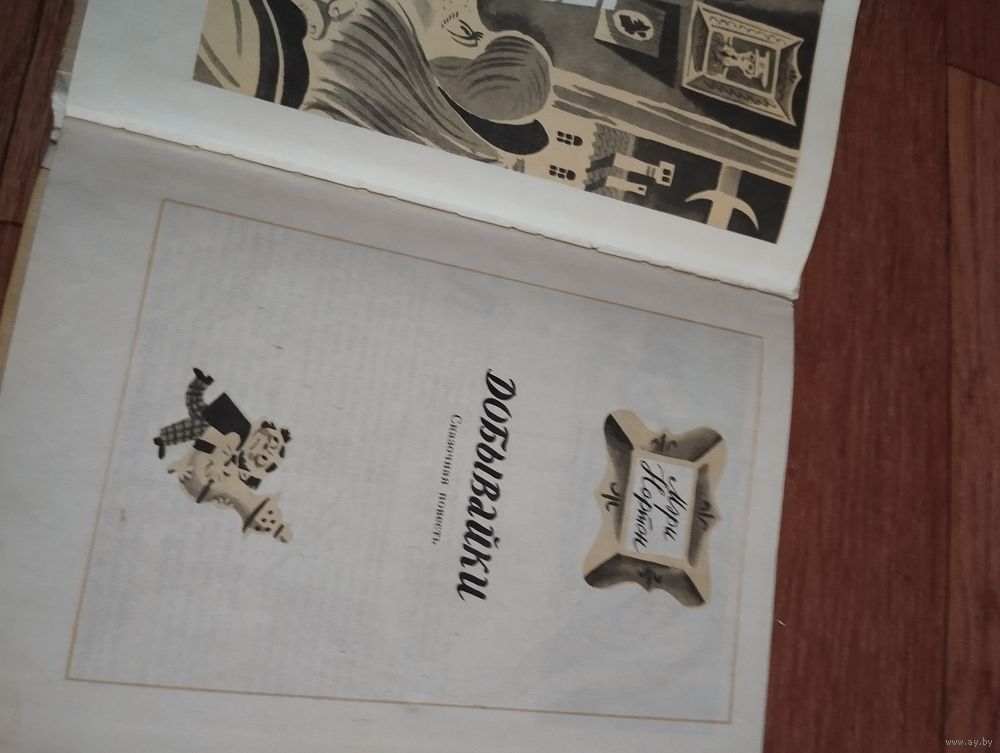 Мэри
Нортон
ДОБЫВАЙКИ
Сказочная повесть
www.ay.by